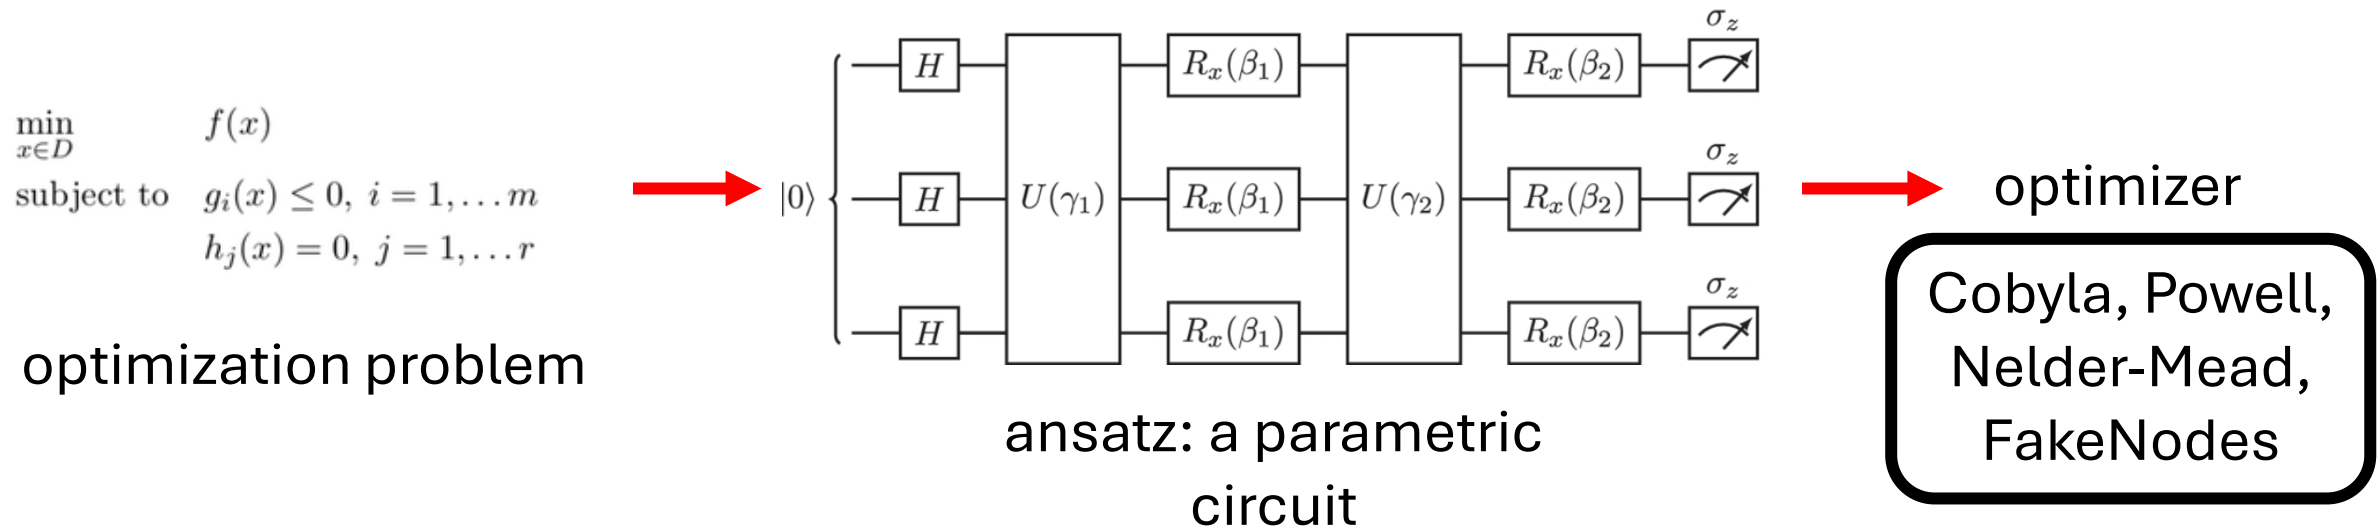 min f(x)
x∈D
subject to g_i(x) ≤ 0, i = 1, . . . m
h_j(x) = 0, j = 1, . . . r
optimization problem
|0⟩
H U(γ₁) R_x(β₁) U(γ₂) R_x(β₂) σ_z
H R_x(β₁) R_x(β₂) σ_z
H R_x(β₁) R_x(β₂) σ_z
ansatz: a parametric
circuit
optimizer
Cobyla, Powell,
Nelder-Mead,
FakeNodes